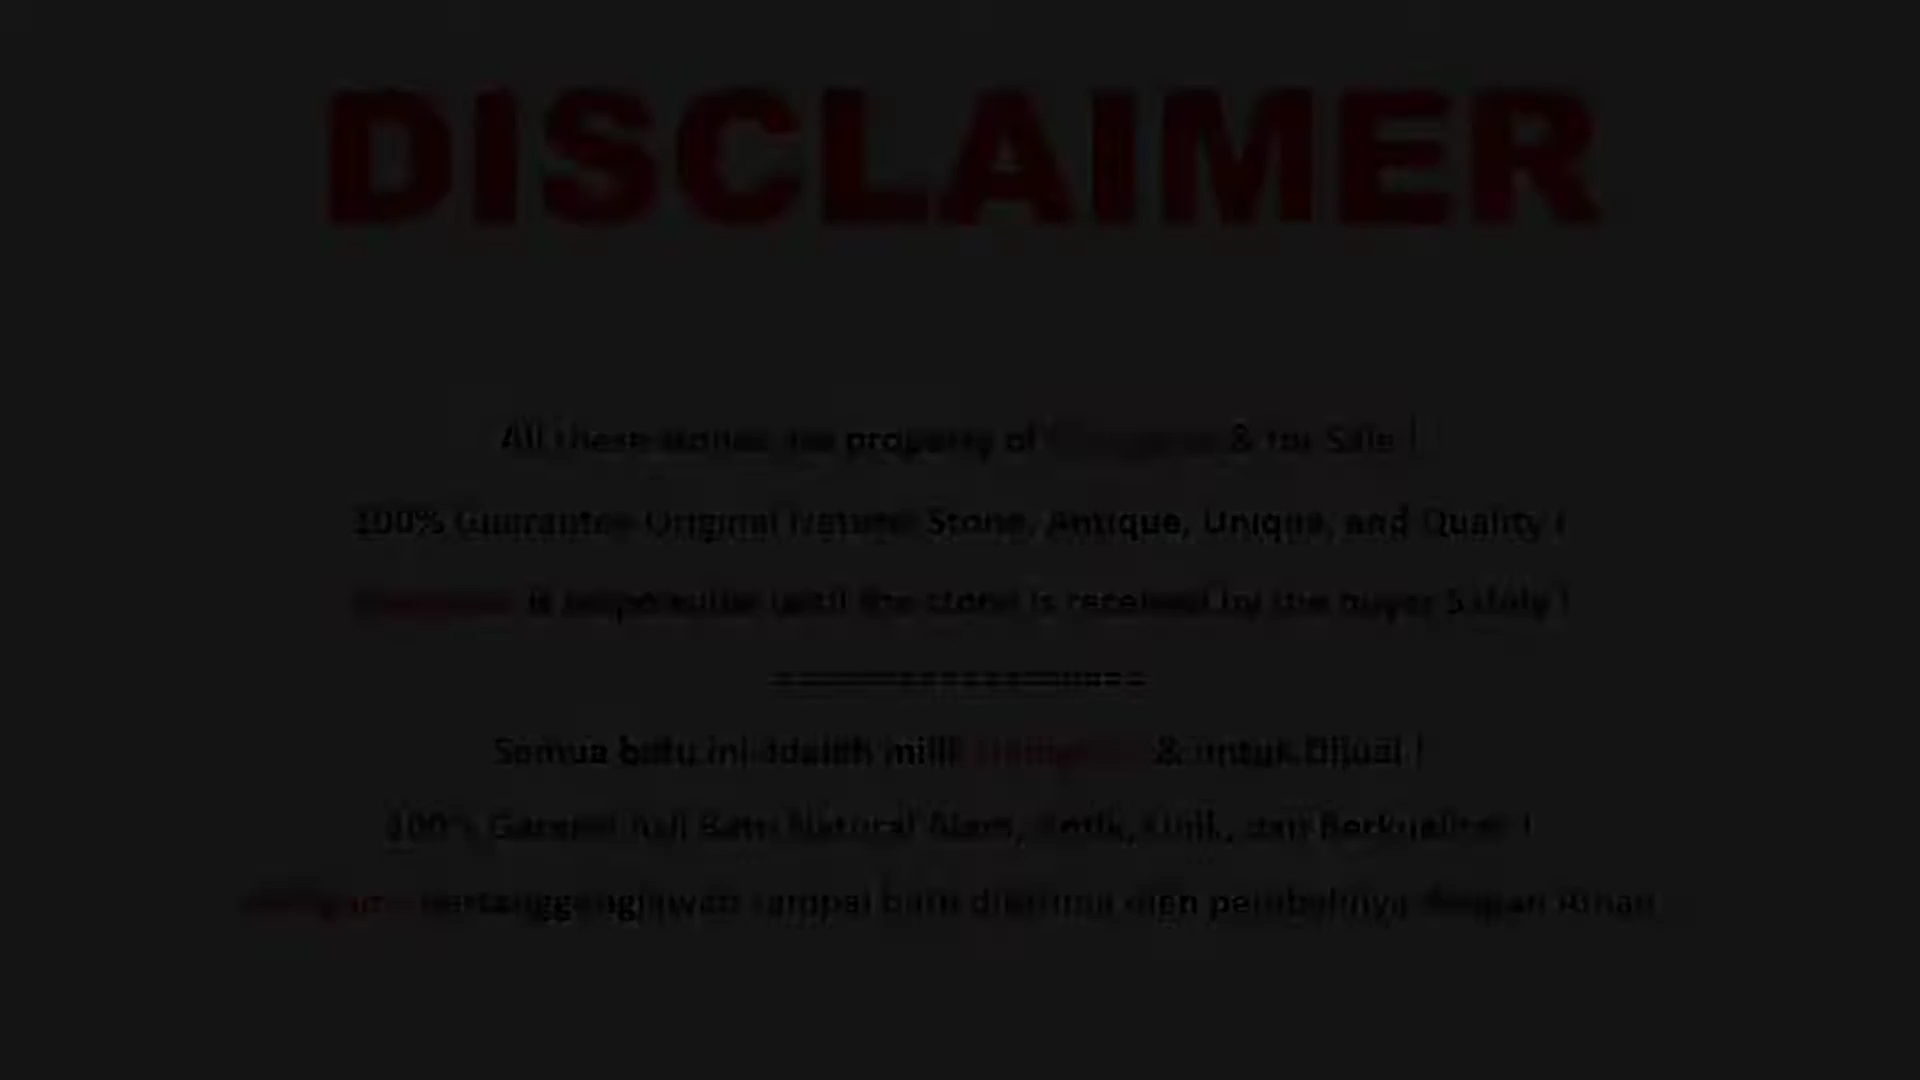 DISCLAIMER
All these stones are property of & for Sale !
100% Guarantee Original Natural Stone, Antique, Unique, and Quality !
is responsible until the stone is received by the buyer Safely !
==================
Semua batu ini adalah milik & untuk Dijual !
100% Garansi Asli Batu Natural Alam, Antik, Unik, dan Berkualitas !
bertanggungjawab sampai batu diterima oleh pembelinya dengan Aman